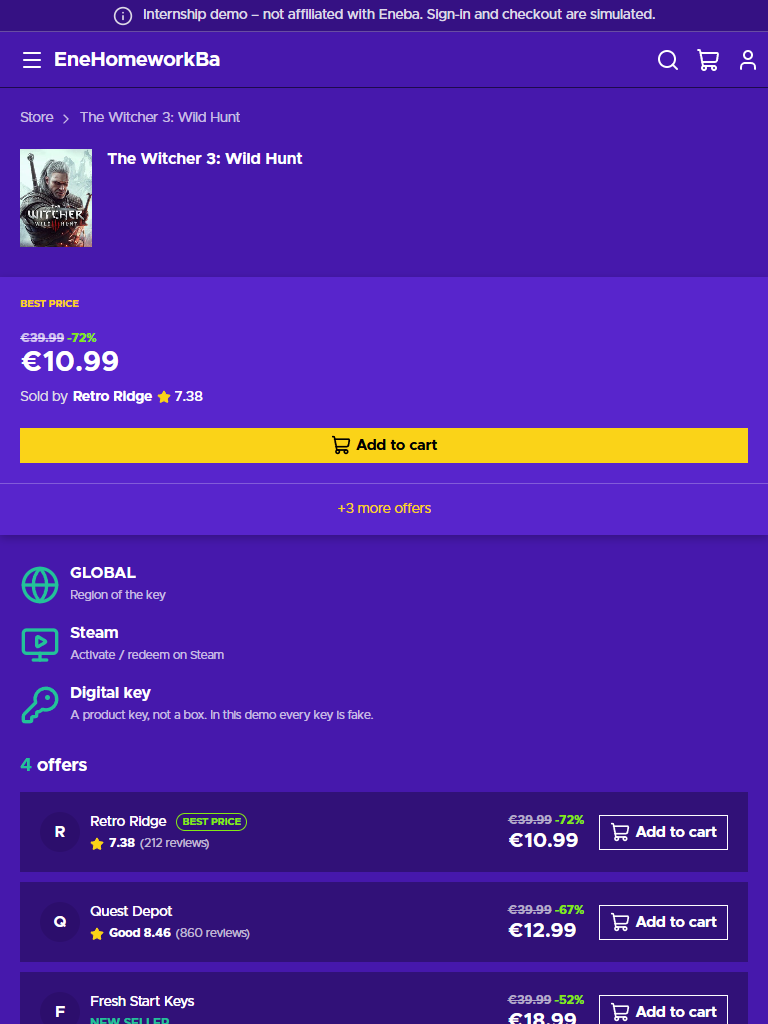 Internship demo – not affiliated with Eneba. Sign-in and checkout are simulated.
EneHomeworkBa
Store
The Witcher 3: Wild Hunt
The Witcher 3: Wild Hunt
THE
WITCHER
WILD HUNT
BEST PRICE
€39.99 -72%
€10.99
Sold by Retro Ridge 7.38
Add to cart
+3 more offers
GLOBAL
Region of the key
Steam
Activate / redeem on Steam
Digital key
A product key, not a box. In this demo every key is fake.
4 offers
R
Retro Ridge BEST PRICE
7.38 (212 reviews)
€39.99 -72%
€10.99
Add to cart
Q
Quest Depot
Good 8.46 (860 reviews)
€39.99 -67%
€12.99
Add to cart
F
Fresh Start Keys
NEW SELLER
€39.99 -52%
€18.99
Add to cart